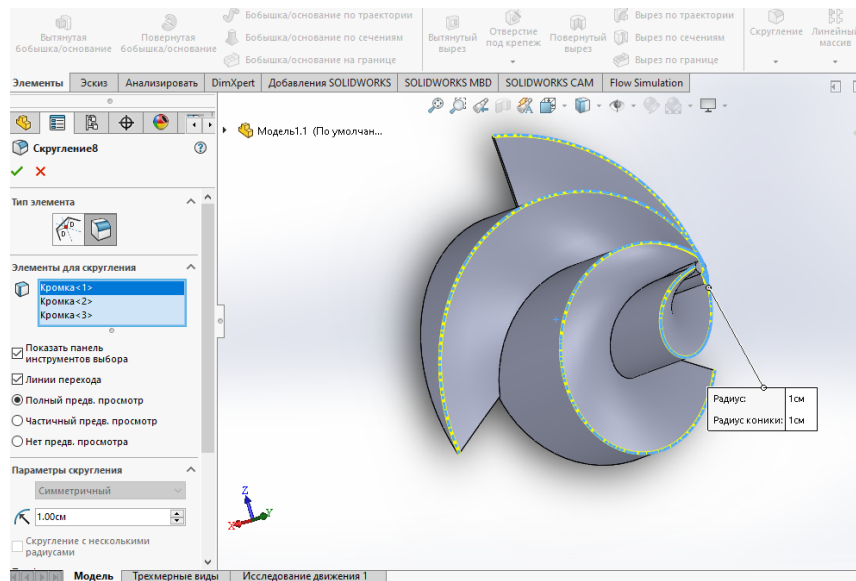 Вытянутая бобышка/основание
Повернутая бобышка/основание
Бобышка/основание по траектории
Бобышка/основание по сечениям
Бобышка/основание на границе
Вытянутый вырез
Отверстие под крепеж
Повернутый вырез
Вырез по траектории
Вырез по сечениям
Вырез по границе
Скругление
Линейный массив
Элементы Эскиз Анализировать DimXpert Добавления SOLIDWORKS SOLIDWORKS MBD SOLIDWORKS CAM Flow Simulation
Модель1.1 (По умолчан...
Скругление8
Тип элемента
Элементы для скругления
Кромка<1>
Кромка<2>
Кромка<3>
Показать панель
инструментов выбора
Линии перехода
Полный предв. просмотр
Частичный предв. просмотр
Нет предв. просмотра
Параметры скругления
Симметричный
1.00см
Скругление с несколькими
радиусами
Радиус: 1см
Радиус коники: 1см
Z
X
Y
Модель Трехмерные виды Исследование движения 1